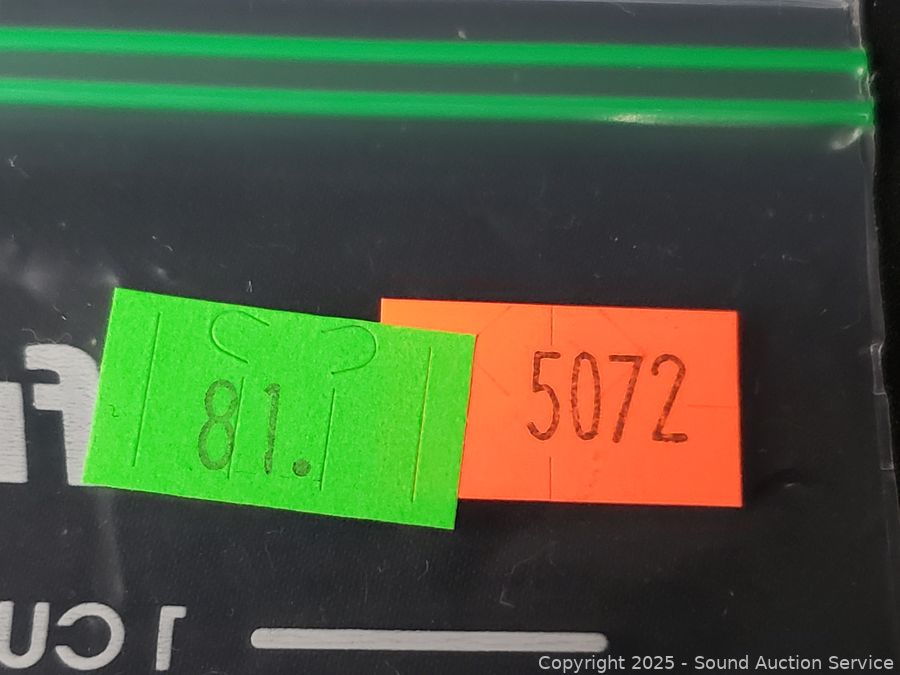 81.
5072
1 CU
Copyright 2025 - Sound Auction Service